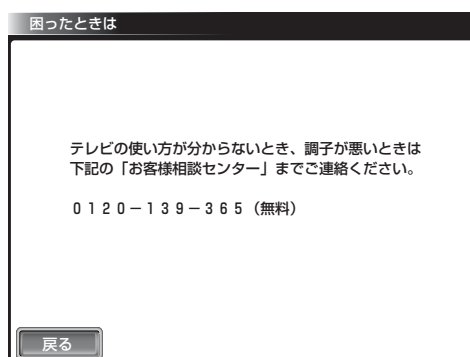 困ったときは
テレビの使い方が分からないとき、調子が悪いときは
下記の「お客様相談センター」までご連絡ください。
０１２０－１３９－３６５（無料）
戻る